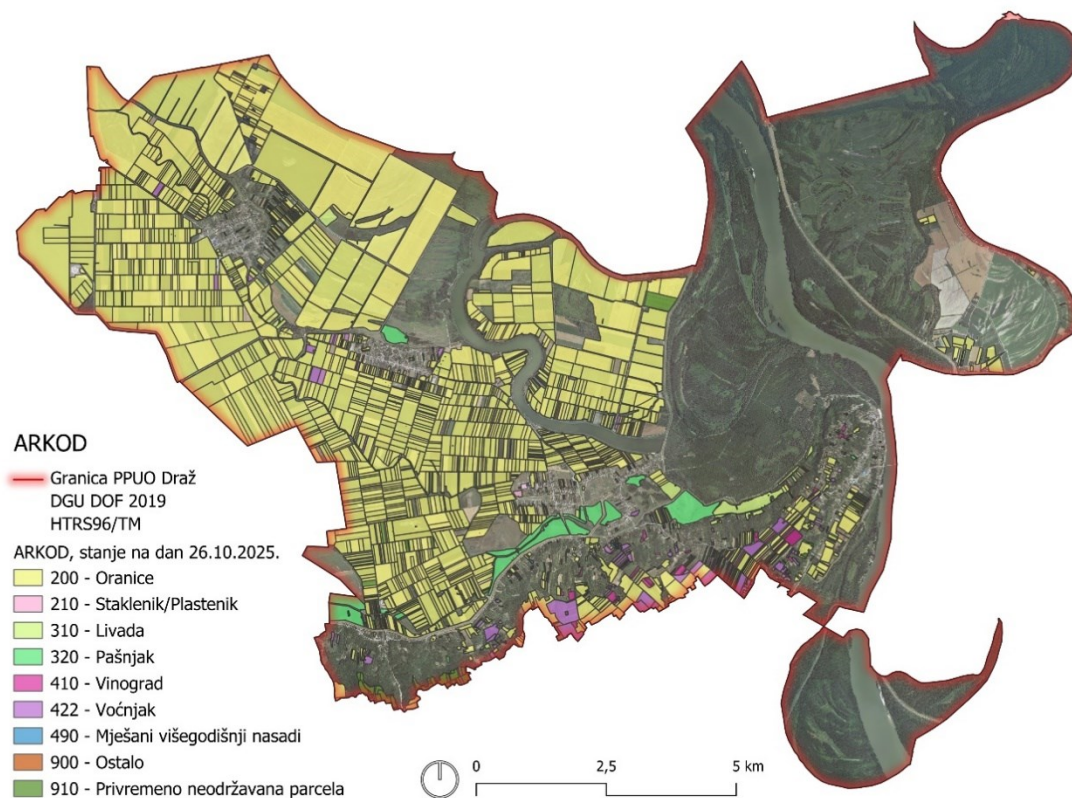 ARKOD
Granica PPUO Draž
DGU DOF 2019
HTRS96/TM
ARKOD, stanje na dan 26.10.2025.
200 - Oranice
210 - Staklenik/Plastenik
310 - Livada
320 - Pašnjak
410 - Vinograd
422 - Voćnjak
490 - Mješani višegodišnji nasadi
900 - Ostalo
910 - Privremeno neodržavana parcela
0 2,5 5 km